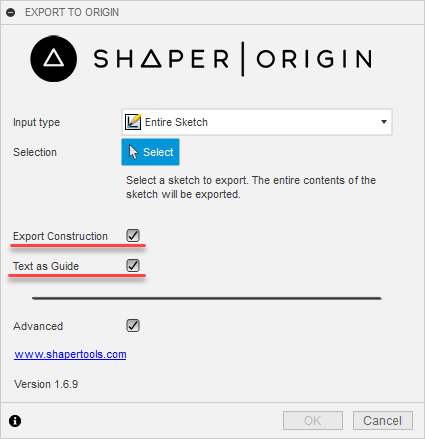 EXPORT TO ORIGIN
SHAPER|ORIGIN
Input type Entire Sketch
Selection Select
Select a sketch to export. The entire contents of the
sketch will be exported.
Export Construction
Text as Guide
Advanced
www.shapertools.com
Version 1.6.9
OK Cancel